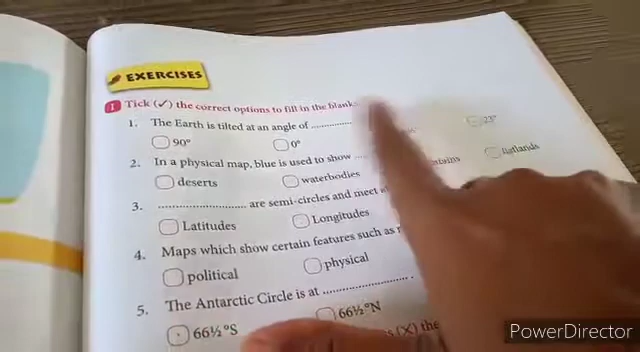 EXERCISES
I Tick (✓) the correct options to fill in the blanks
1. The Earth is tilted at an angle of ..............
90° 0° 23°
2. In a physical map, blue is used to show ....
deserts waterbodies flatlands
3. ........................ are semi-circles and meet
Latitudes Longitudes
4. Maps which show certain features such as
political physical
5. The Antarctic Circle is at ........................ .
66½°S 66½°N
(X) the
PowerDirector